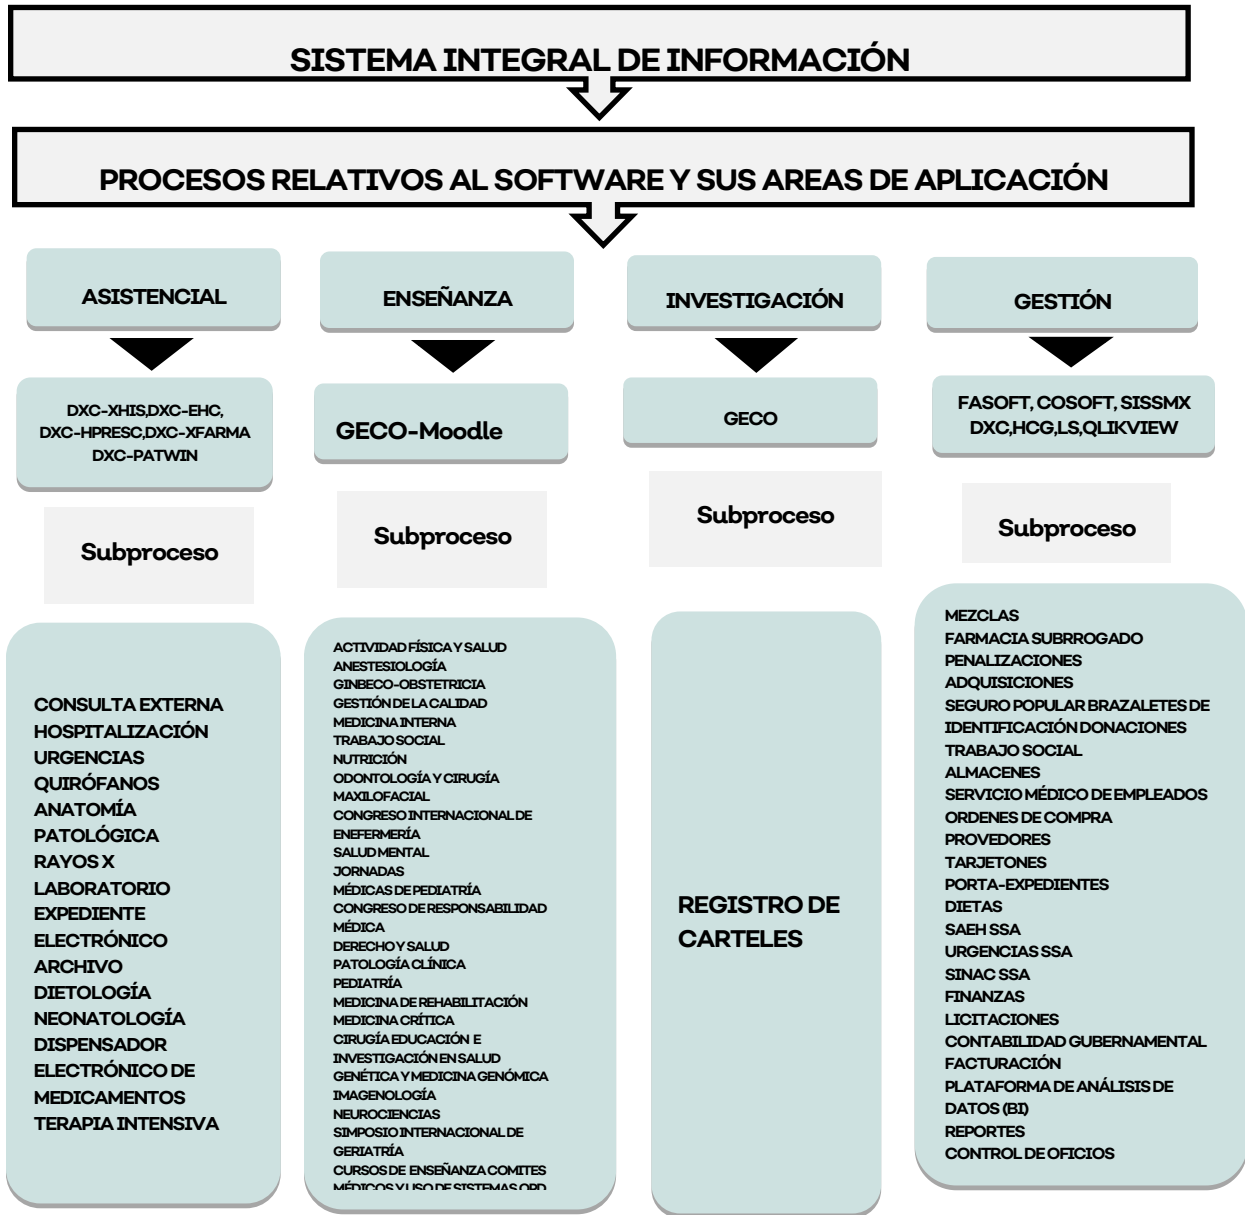 SISTEMA INTEGRAL DE INFORMACIÓN
PROCESOS RELATIVOS AL SOFTWARE Y SUS AREAS DE APLICACIÓN
ASISTENCIAL
DXC-XHIS,DXC-EHC,
DXC-HPRESC,DXC-XFARMA
DXC-PATWIN
Subproceso
CONSULTA EXTERNA
HOSPITALIZACIÓN
URGENCIAS
QUIRÓFANOS
ANATOMÍA
PATOLÓGICA
RAYOS X
LABORATORIO
EXPEDIENTE
ELECTRÓNICO
ARCHIVO
DIETOLOGÍA
NEONATOLOGÍA
DISPENSADOR
ELECTRÓNICO DE
MEDICAMENTOS
TERAPIA INTENSIVA
ENSEÑANZA
GECO-Moodle
Subproceso
ACTIVIDAD FÍSICA Y SALUD
ANESTESIOLOGÍA
GINBECO-OBSTETRICIA
GESTIÓN DE LA CALIDAD
MEDICINA INTERNA
TRABAJO SOCIAL
NUTRICIÓN
ODONTOLOGÍA Y CIRUGÍA
MAXILOFACIAL
CONGRESO INTERNACIONAL DE
ENEFERMERÍA
SALUD MENTAL
JORNADAS
MÉDICAS DE PEDIATRÍA
CONGRESO DE RESPONSABILIDAD
MÉDICA
DERECHO Y SALUD
PATOLOGÍA CLÍNICA
PEDIATRÍA
MEDICINA DE REHABILITACIÓN
MEDICINA CRÍTICA
CIRUGÍA EDUCACIÓN E
INVESTIGACIÓN EN SALUD
GENÉTICA Y MEDICINA GENÓMICA
IMAGENOLOGÍA
NEUROCIENCIAS
SIMPOSIO INTERNACIONAL DE
GERIATRÍA
CURSOS DE ENSEÑANZA COMITES
MÉDICOS Y USO DE SISTEMAS OPD
INVESTIGACIÓN
GECO
Subproceso
REGISTRO DE
CARTELES
GESTIÓN
FASOFT, COSOFT, SISSMX
DXC,HCG,LS,QLIKVIEW
Subproceso
MEZCLAS
FARMACIA SUBRROGADO
PENALIZACIONES
ADQUISICIONES
SEGURO POPULAR BRAZALETES DE
IDENTIFICACIÓN DONACIONES
TRABAJO SOCIAL
ALMACENES
SERVICIO MÉDICO DE EMPLEADOS
ORDENES DE COMPRA
PROVEDORES
TARJETONES
PORTA-EXPEDIENTES
DIETAS
SAEH SSA
URGENCIAS SSA
SINAC SSA
FINANZAS
LICITACIONES
CONTABILIDAD GUBERNAMENTAL
FACTURACIÓN
PLATAFORMA DE ANÁLISIS DE
DATOS (BI)
REPORTES
CONTROL DE OFICIOS